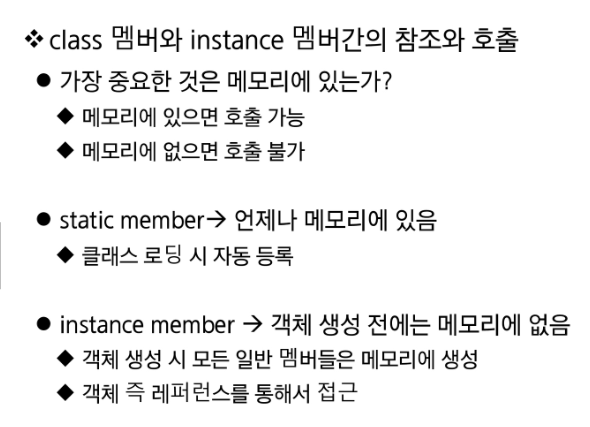 ❖ class 멤버와 instance 멤버간의 참조와 호출
● 가장 중요한 것은 메모리에 있는가?
◆ 메모리에 있으면 호출 가능
◆ 메모리에 없으면 호출 불가
● static member→ 언제나 메모리에 있음
◆ 클래스 로딩 시 자동 등록
● instance member → 객체 생성 전에는 메모리에 없음
◆ 객체 생성 시 모든 일반 멤버들은 메모리에 생성
◆ 객체 즉 레퍼런스를 통해서 접근